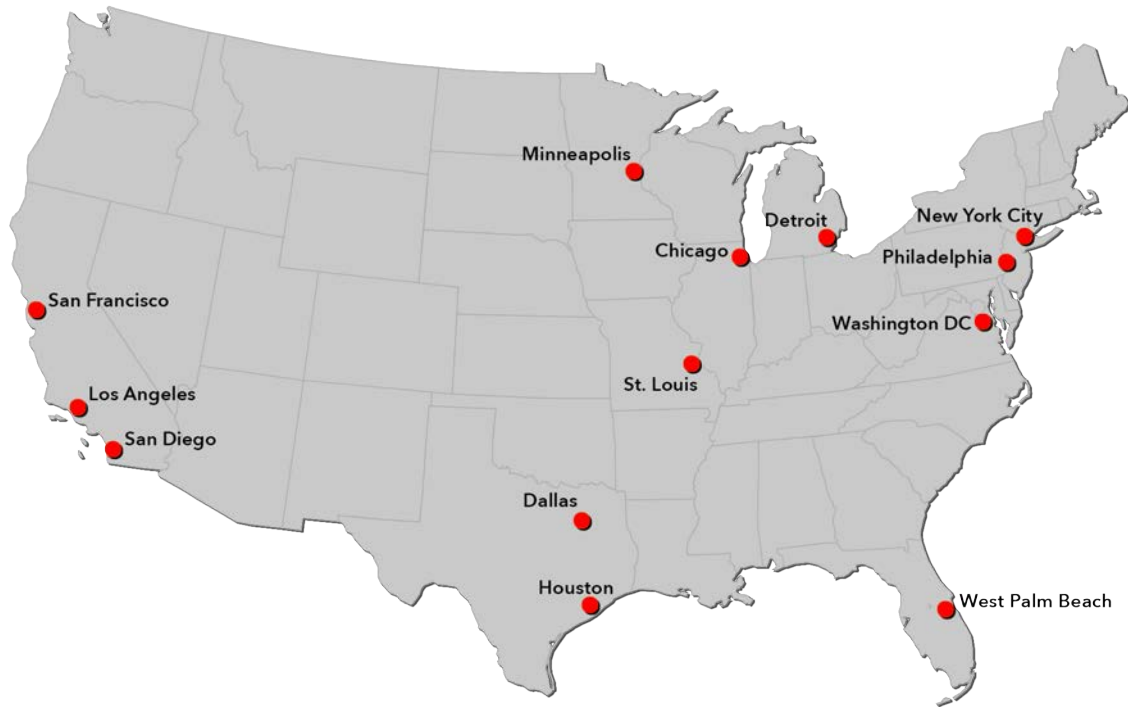 Minneapolis
Detroit
New York City
Chicago
Philadelphia
San Francisco
Washington DC
St. Louis
Los Angeles
San Diego
Dallas
Houston
West Palm Beach